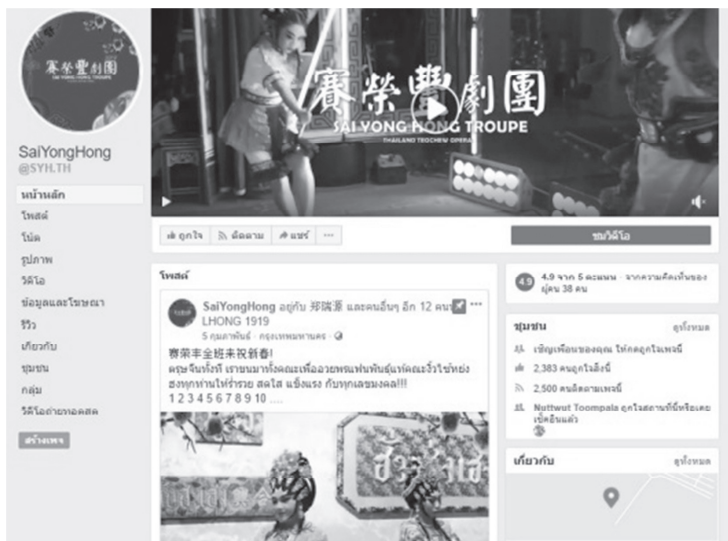 賽榮豐劇團
SAI YONG HONG TROUPE
SaiYongHong
@SYH.TH
หน้าหลัก
โพสต์
โน้ต
รูปภาพ
วิดีโอ
ข้อมูลและโฆษณา
รีวิว
เกี่ยวกับ
ชุมชน
กลุ่ม
วิดีโอถ่ายทอดสด
สร้างเพจ
賽榮豐劇團
SAI YONG HONG TROUPE
THAILAND TEOCHEW OPERA
ถูกใจ ติดตาม แชร์ ...
ชมวิดีโอ
โพสต์
SaiYongHong อยู่กับ 郑瑞源 และคนอื่นๆ อีก 12 คน
LHONG 1919
5 กุมภาพันธ์ · กรุงเทพมหานคร ·
赛荣丰全班来祝新春!
ตรุษจีนทั้งที เราขนมาทั้งคณะเพื่ออวยพรแฟนพันธุ์แท้คณะงิ้วไซ้หย่ง
ฮงทุกท่านให้ร่ำรวย สดใส แข็งแรง กับทุกเลขมงคล!!!
1 2 3 4 5 6 7 8 9 10 ....
4.9
4.9 จาก 5 คะแนน · จากความคิดเห็นของ
ผู้คน 38 คน
ชุมชน ดูทั้งหมด
เชิญเพื่อนของคุณ ให้กดถูกใจเพจนี้
2,383 คนถูกใจสิ่งนี้
2,500 คนติดตามเพจนี้
Nuttwut Toompala ถูกใจสถานที่นี้หรือเคย
เช็คอินแล้ว
เกี่ยวกับ ดูทั้งหมด